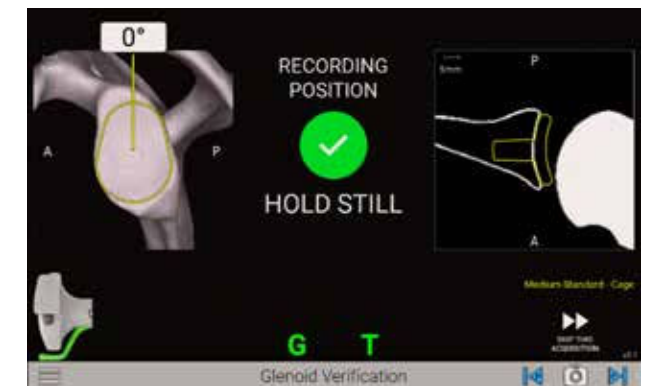 0°
RECORDING
POSITION
HOLD STILL
A
P
5mm
P
A
Medium Standard - Cage
SKIP THIS
ACQUISITION
G T
Glenoid Verification